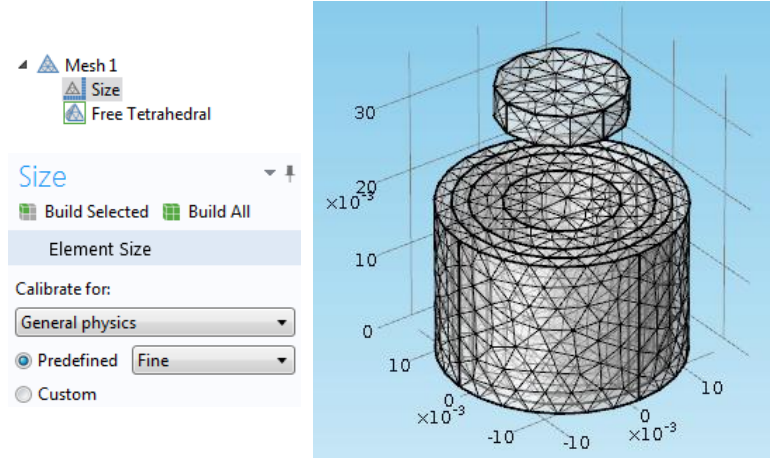 Mesh 1
Size
Free Tetrahedral
Size
Build Selected Build All
Element Size
Calibrate for:
General physics
Predefined Fine
Custom
30
20
×10⁻³
10
0
10
0
×10⁻³
-10
-10
0
×10⁻³
10